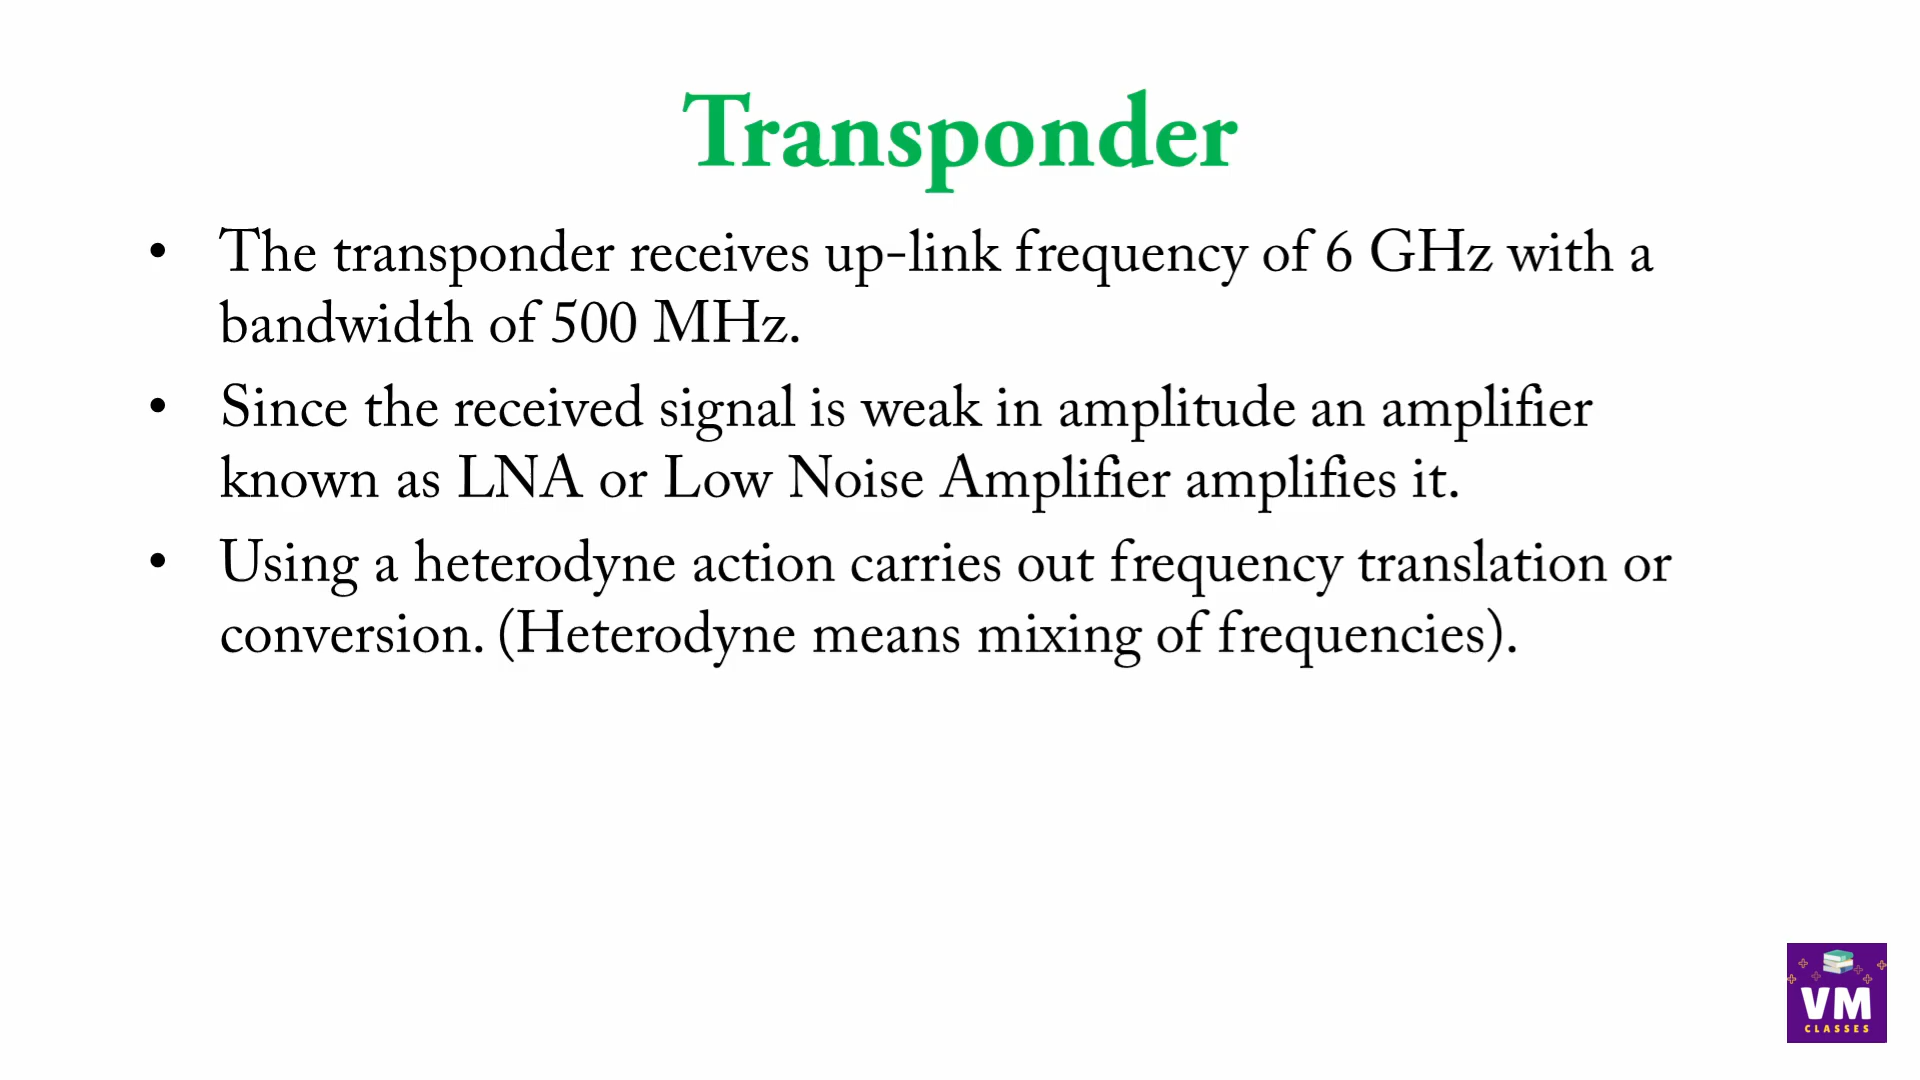 Transponder
• The transponder receives up-link frequency of 6 GHz with a
bandwidth of 500 MHz.
• Since the received signal is weak in amplitude an amplifier
known as LNA or Low Noise Amplifier amplifies it.
• Using a heterodyne action carries out frequency translation or
conversion. (Heterodyne means mixing of frequencies).
VM
CLASSES